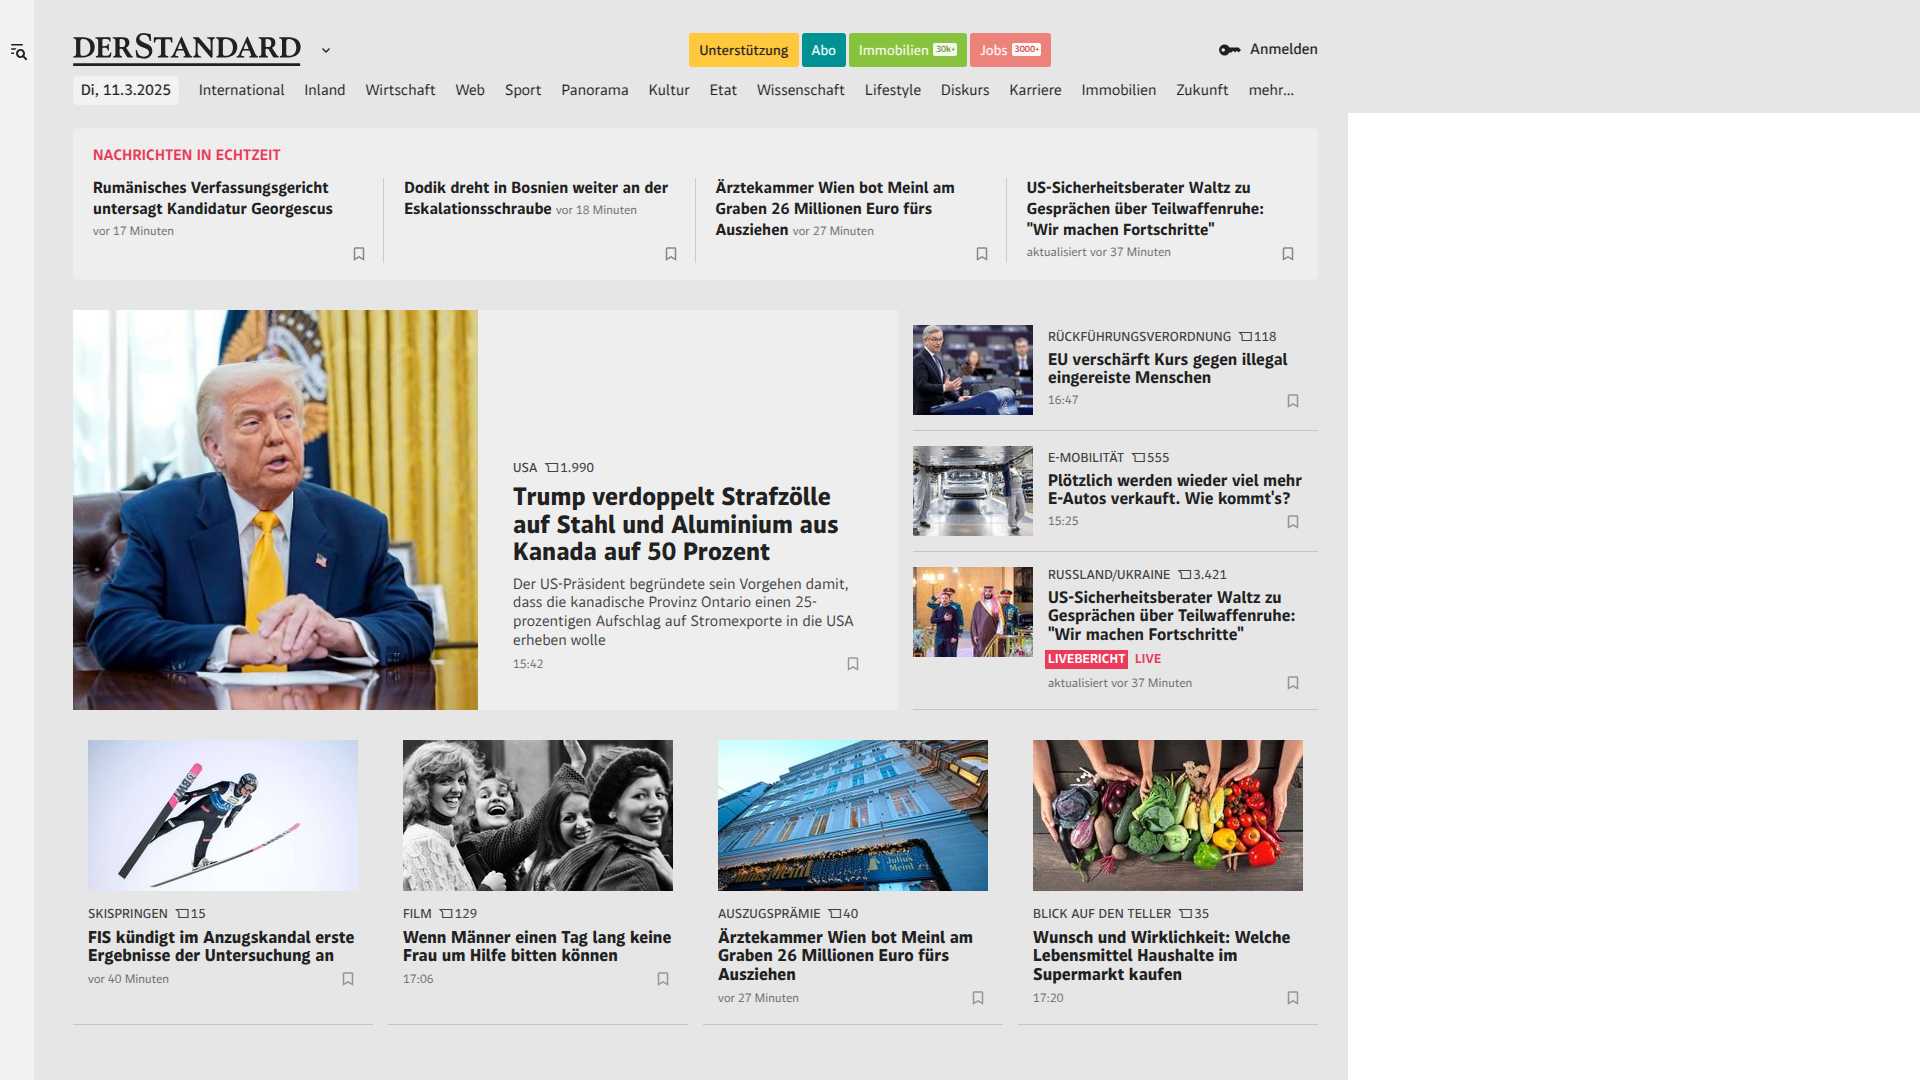 DERSTANDARD
Unterstützung
Abo
Immobilien 30k+
Jobs 3000+
Anmelden
Di, 11.3.2025
International
Inland
Wirtschaft
Web
Sport
Panorama
Kultur
Etat
Wissenschaft
Lifestyle
Diskurs
Karriere
Immobilien
Zukunft
mehr...
NACHRICHTEN IN ECHTZEIT
Rumänisches Verfassungsgericht
untersagt Kandidatur Georgescus
vor 17 Minuten
Dodik dreht in Bosnien weiter an der
Eskalationsschraube vor 18 Minuten
Ärztekammer Wien bot Meinl am
Graben 26 Millionen Euro fürs
Ausziehen vor 27 Minuten
US-Sicherheitsberater Waltz zu
Gesprächen über Teilwaffenruhe:
"Wir machen Fortschritte"
aktualisiert vor 37 Minuten
USA 1.990
Trump verdoppelt Strafzölle
auf Stahl und Aluminium aus
Kanada auf 50 Prozent
Der US-Präsident begründete sein Vorgehen damit,
dass die kanadische Provinz Ontario einen 25-
prozentigen Aufschlag auf Stromexporte in die USA
erheben wolle
15:42
RÜCKFÜHRUNGSVERORDNUNG 118
EU verschärft Kurs gegen illegal
eingereiste Menschen
16:47
E-MOBILITÄT 555
Plötzlich werden wieder viel mehr
E-Autos verkauft. Wie kommt's?
15:25
RUSSLAND/UKRAINE 3.421
US-Sicherheitsberater Waltz zu
Gesprächen über Teilwaffenruhe:
"Wir machen Fortschritte"
LIVEBERICHT LIVE
aktualisiert vor 37 Minuten
SKISPRINGEN 15
FIS kündigt im Anzugskandal erste
Ergebnisse der Untersuchung an
vor 40 Minuten
FILM 129
Wenn Männer einen Tag lang keine
Frau um Hilfe bitten können
17:06
Julius
Meinl
AUSZUGSPRÄMIE 40
Ärztekammer Wien bot Meinl am
Graben 26 Millionen Euro fürs
Ausziehen
vor 27 Minuten
BLICK AUF DEN TELLER 35
Wunsch und Wirklichkeit: Welche
Lebensmittel Haushalte im
Supermarkt kaufen
17:20